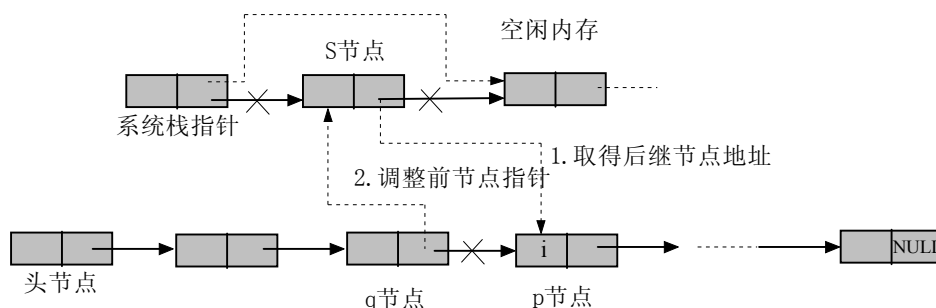 空闲内存
S节点
系统栈指针
1.取得后继节点地址
2.调整前节点指针
i
NULL
头节点
q节点
p节点